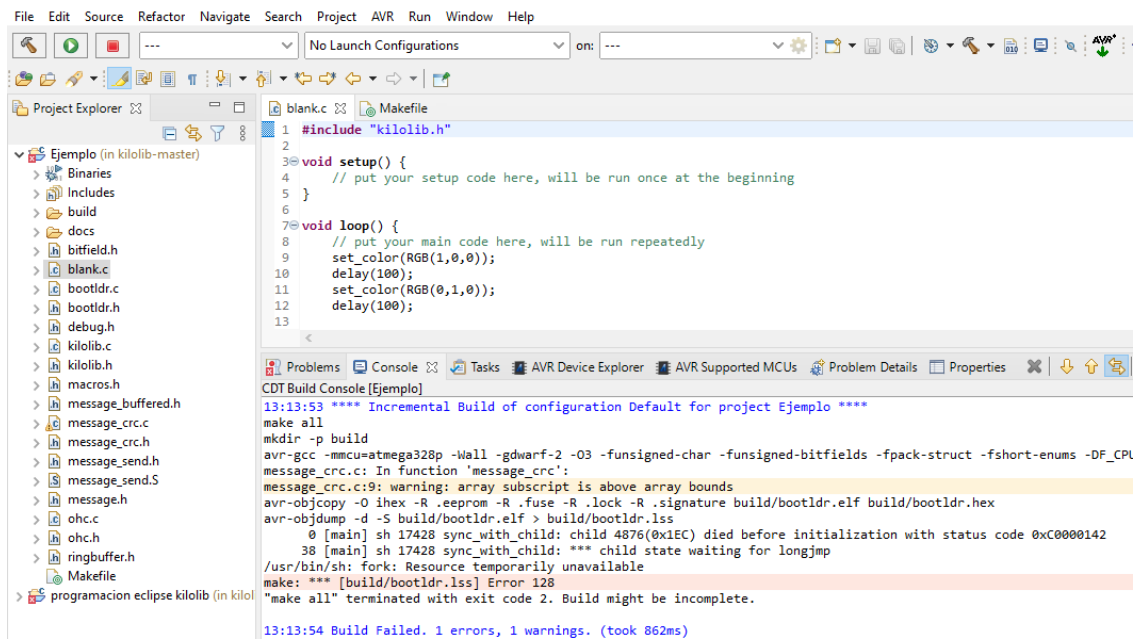 File Edit Source Refactor Navigate Search Project AVR Run Window Help
--- No Launch Configurations on: ---
010 AVR
Project Explorer
blank.c Makefile
Ejemplo (in kilolib-master)
Binaries
Includes
build
docs
bitfield.h
blank.c
bootldr.c
bootldr.h
debug.h
kilolib.c
kilolib.h
macros.h
message_buffered.h
message_crc.c
message_crc.h
message_send.h
message_send.S
message.h
ohc.c
ohc.h
ringbuffer.h
Makefile
programacion eclipse kilolib (in kilol
1 #include "kilolib.h"
2
3 void setup() {
4 // put your setup code here, will be run once at the beginning
5 }
6
7 void loop() {
8 // put your main code here, will be run repeatedly
9 set_color(RGB(1,0,0));
10 delay(100);
11 set_color(RGB(0,1,0));
12 delay(100);
13
Problems Console Tasks AVR Device Explorer AVR Supported MCUs Problem Details Properties
CDT Build Console [Ejemplo]
13:13:53 **** Incremental Build of configuration Default for project Ejemplo ****
make all
mkdir -p build
avr-gcc -mmcu=atmega328p -Wall -gdwarf-2 -O3 -funsigned-char -funsigned-bitfields -fpack-struct -fshort-enums -DF_CPU
message_crc.c: In function 'message_crc':
message_crc.c:9: warning: array subscript is above array bounds
avr-objcopy -O ihex -R .eeprom -R .fuse -R .lock -R .signature build/bootldr.elf build/bootldr.hex
avr-objdump -d -S build/bootldr.elf > build/bootldr.lss
0 [main] sh 17428 sync_with_child: child 4876(0x1EC) died before initialization with status code 0xC0000142
38 [main] sh 17428 sync_with_child: *** child state waiting for longjmp
/usr/bin/sh: fork: Resource temporarily unavailable
make: *** [build/bootldr.lss] Error 128
"make all" terminated with exit code 2. Build might be incomplete.
13:13:54 Build Failed. 1 errors, 1 warnings. (took 862ms)